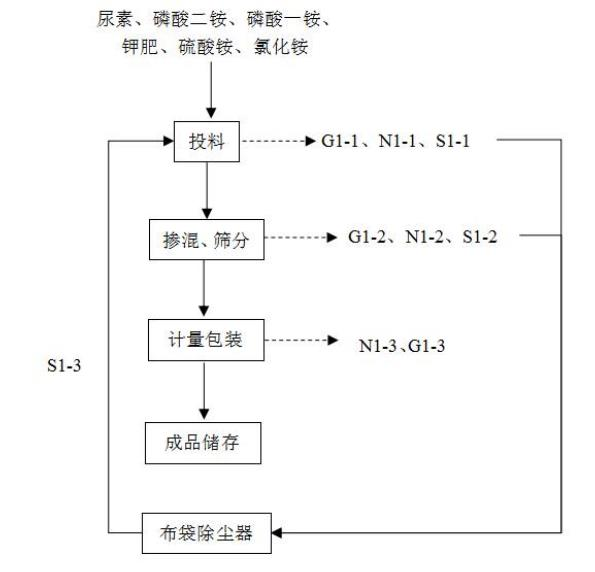 尿素、磷酸二铵、磷酸一铵、
钾肥、硫酸铵、氯化铵
投料
G1-1、N1-1、S1-1
掺混、筛分
G1-2、N1-2、S1-2
计量包装
N1-3、G1-3
S1-3
成品储存
布袋除尘器